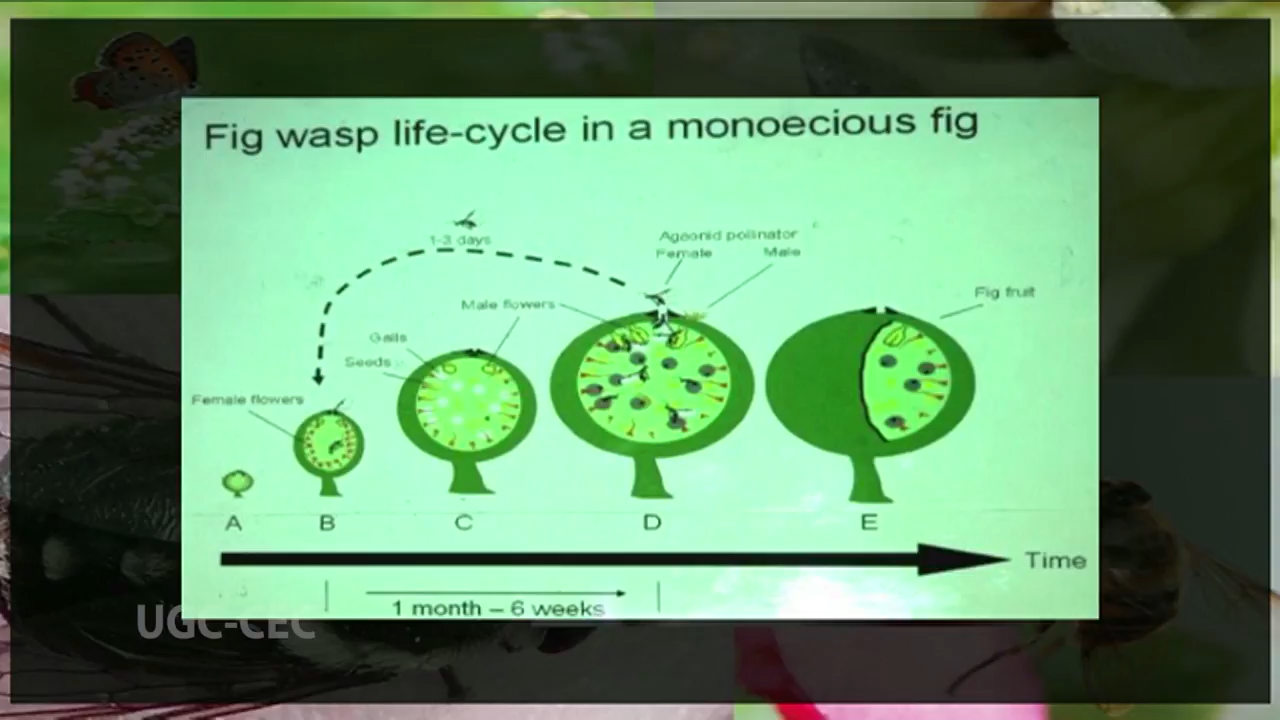 Fig wasp life-cycle in a monoecious fig
1-3 days
Agaonid pollinator
Female Male
Male flowers
Fig fruit
Galls
Seeds
Female flowers
A B C D E
Time
1 month – 6 weeks
UGC-CEC